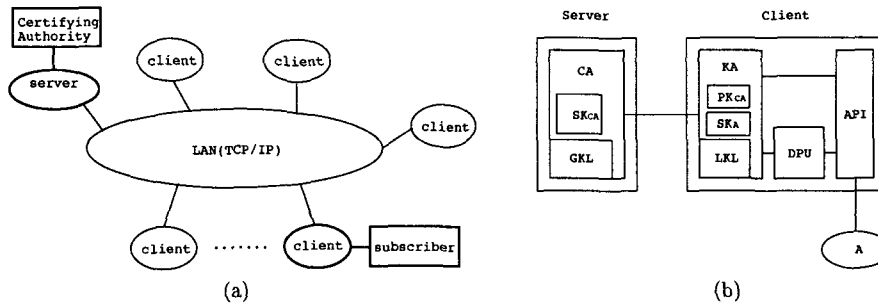 Certifying
Authority
server
client
client
client
LAN(TCP/IP)
client
.......
client
subscriber
(a)
Server
Client
CA
SKCA
GKL
KA
PKCA
SKA
LKL
DPU
API
A
(b)